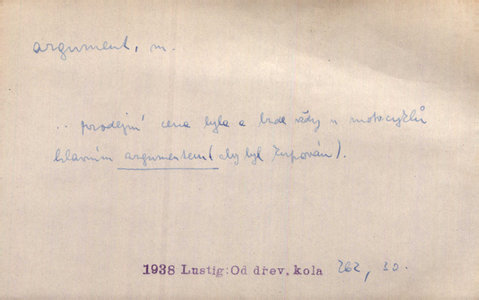 argument, m.
.. prodejní cena byla a bude vždy u motocyklů
hlavním argumentem (aby byl kupován).
1938 Lustig: Od dřev. kola 262, 30.